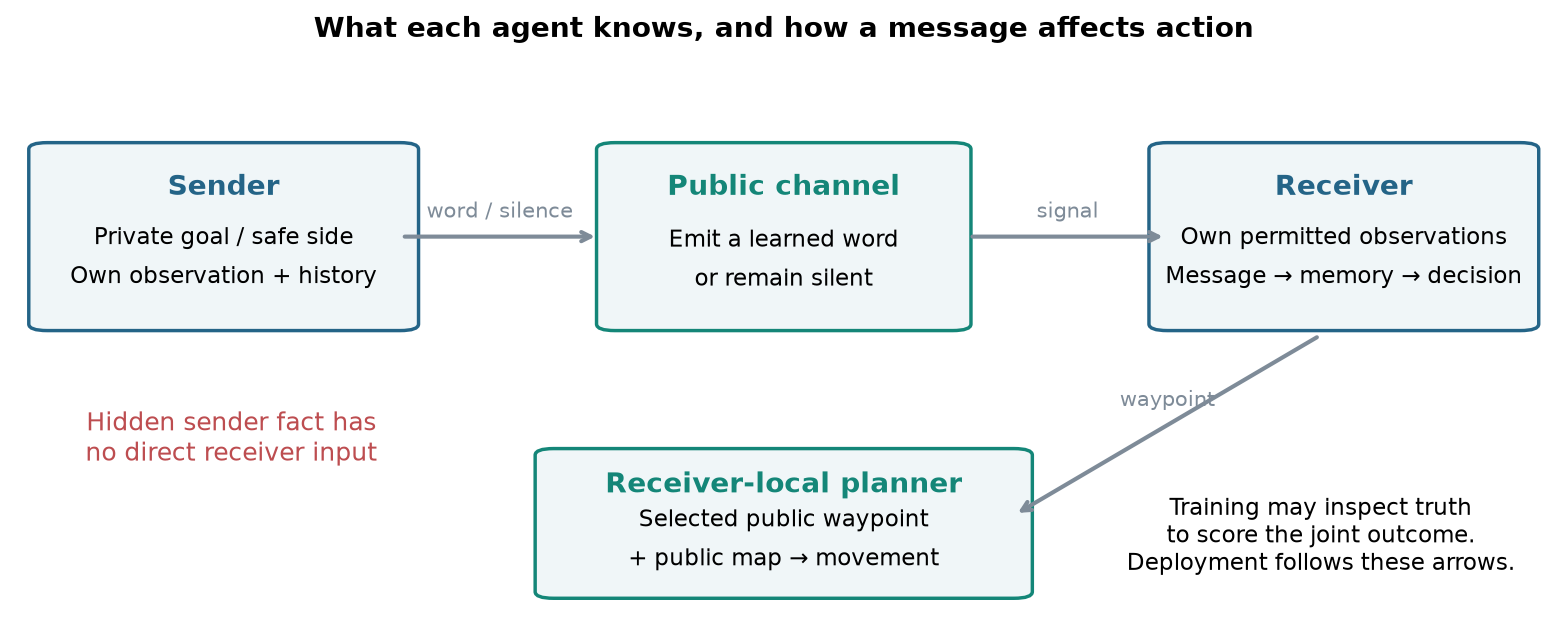 What each agent knows, and how a message affects action
Sender
Private goal / safe side
Own observation + history
word / silence
Public channel
Emit a learned word
or remain silent
signal
Receiver
Own permitted observations
Message → memory → decision
waypoint
Hidden sender fact has
no direct receiver input
Receiver-local planner
Selected public waypoint
+ public map → movement
Training may inspect truth
to score the joint outcome.
Deployment follows these arrows.